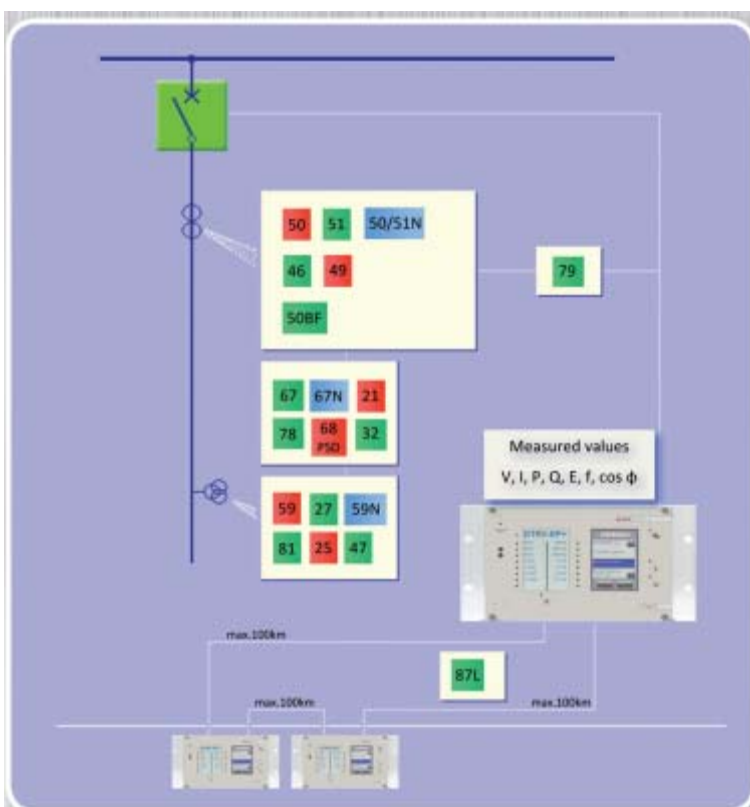 50 51 50/51N
46 49
79
50BF
67 67N 21
78 68 PSD 32
Measured values
V, I, P, Q, E, f, cos ϕ
59 27 59N
81 25 47
max.100km
87L
max.100km
max.100km